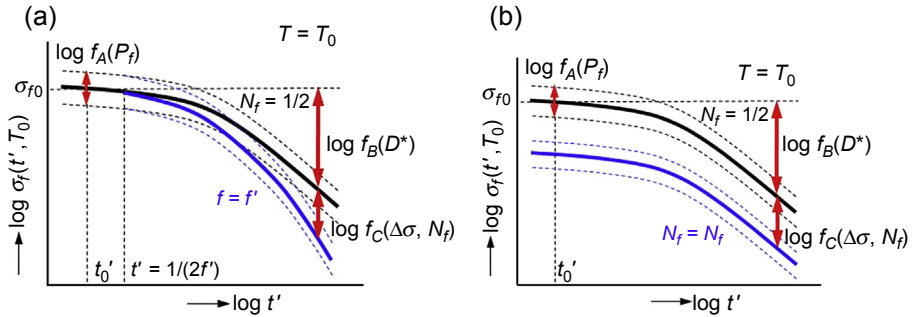 (a)
T = T0
log fA(Pf)
σf0
Nf = 1/2
log fB(D*)
f = f′
log fC(Δσ, Nf)
log σf(t′, T0)
t0′
t′ = 1/(2f′)
log t′
(b)
T = T0
log fA(Pf)
σf0
Nf = 1/2
log fB(D*)
Nf = Nf
log fC(Δσ, Nf)
log σf(t′, T0)
t0′
log t′